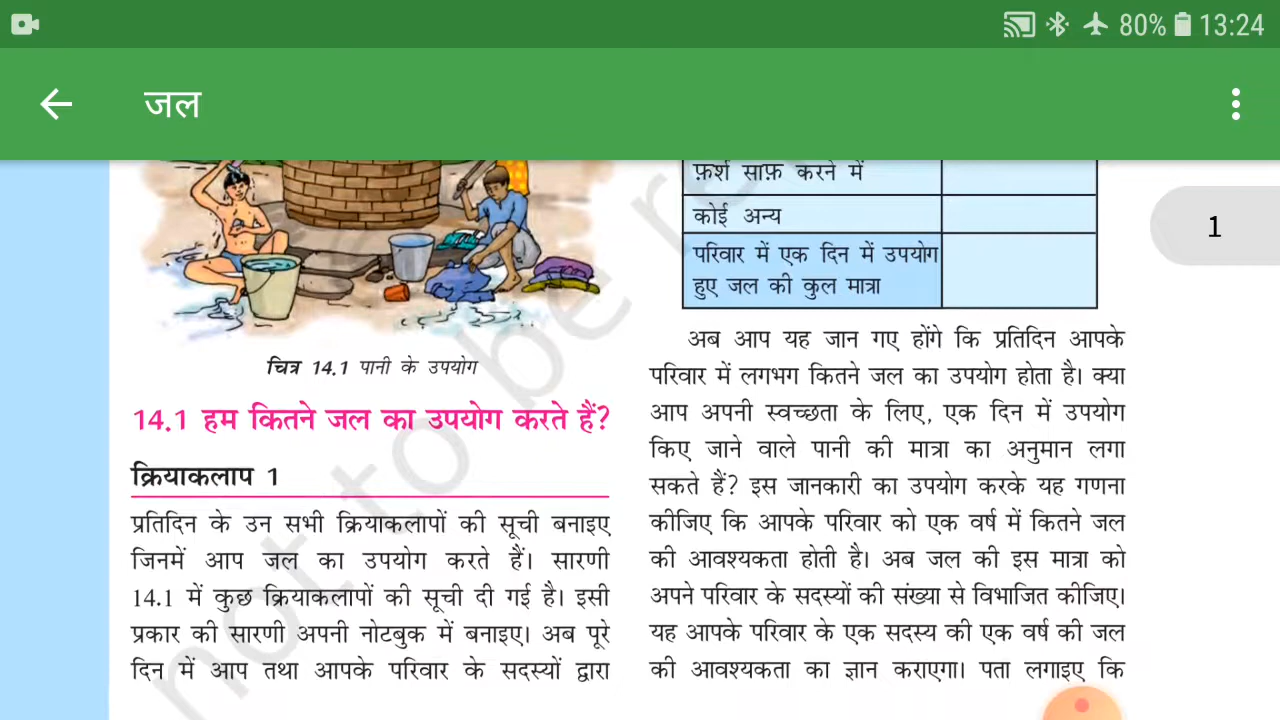 80% 13:24
जल
चित्र 14.1 पानी के उपयोग
14.1 हम कितने जल का उपयोग करते हैं?
क्रियाकलाप 1
प्रतिदिन के उन सभी क्रियाकलापों की सूची बनाइए
जिनमें आप जल का उपयोग करते हैं। सारणी
14.1 में कुछ क्रियाकलापों की सूची दी गई है। इसी
प्रकार की सारणी अपनी नोटबुक में बनाइए। अब पूरे
दिन में आप तथा आपके परिवार के सदस्यों द्वारा
फ़र्श साफ़ करने में
कोई अन्य
परिवार में एक दिन में उपयोग
हुए जल की कुल मात्रा
अब आप यह जान गए होंगे कि प्रतिदिन आपके
परिवार में लगभग कितने जल का उपयोग होता है। क्या
आप अपनी स्वच्छता के लिए, एक दिन में उपयोग
किए जाने वाले पानी की मात्रा का अनुमान लगा
सकते हैं? इस जानकारी का उपयोग करके यह गणना
कीजिए कि आपके परिवार को एक वर्ष में कितने जल
की आवश्यकता होती है। अब जल की इस मात्रा को
अपने परिवार के सदस्यों की संख्या से विभाजित कीजिए।
यह आपके परिवार के एक सदस्य की एक वर्ष की जल
की आवश्यकता का ज्ञान कराएगा। पता लगाइए कि
1
not to be re